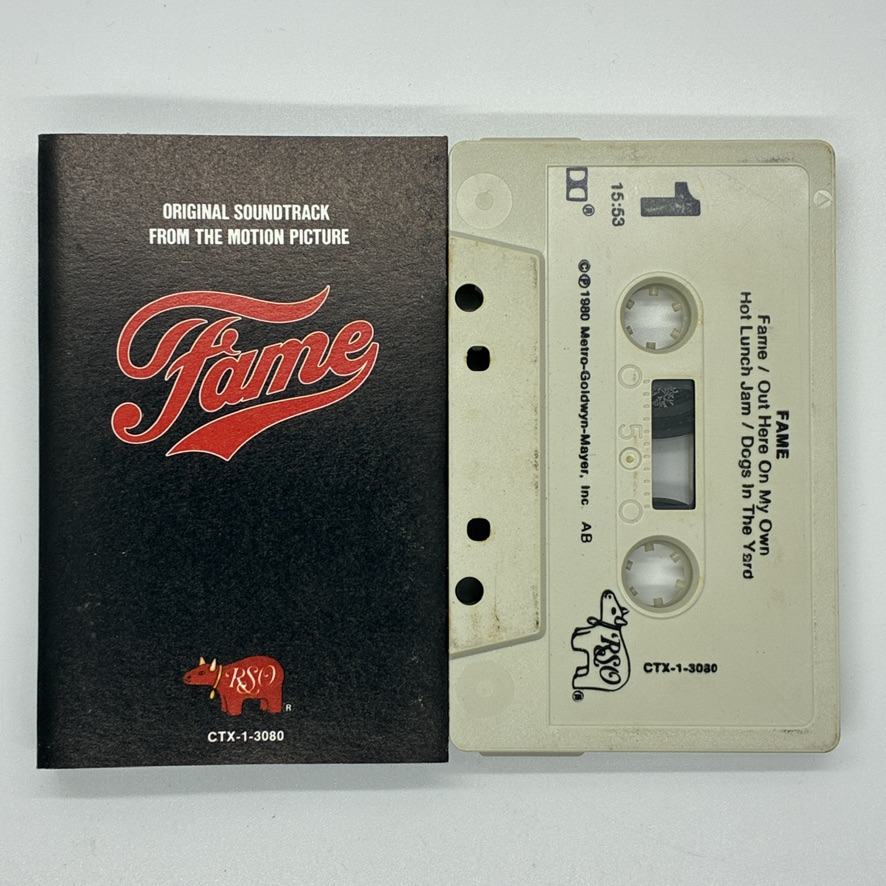 ORIGINAL SOUNDTRACK
FROM THE MOTION PICTURE
Fame
RSO
R
CTX-1-3080
1
15:53
R
FAME
Fame / Out Here On My Own
Hot Lunch Jam / Dogs In The Yard
50
©℗1980 Metro-Goldwyn-Mayer, Inc. AB
RSO
R
CTX-1-3080